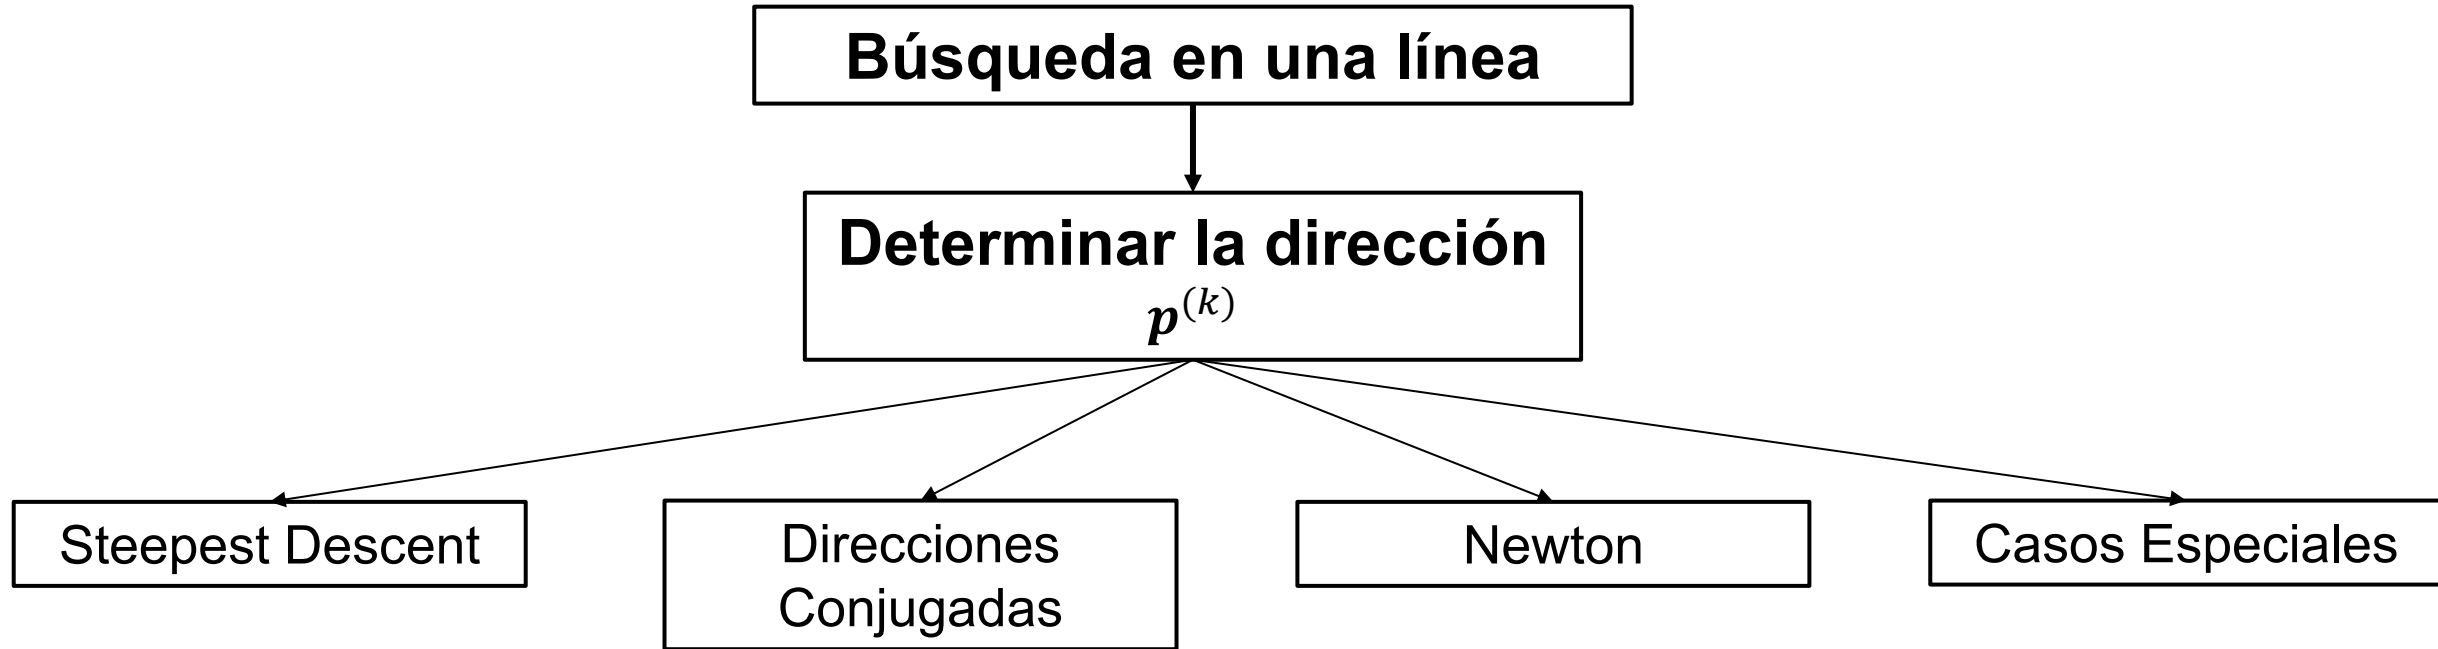 Búsqueda en una línea
Determinar la dirección
p^(k)
Steepest Descent
Direcciones
Conjugadas
Newton
Casos Especiales